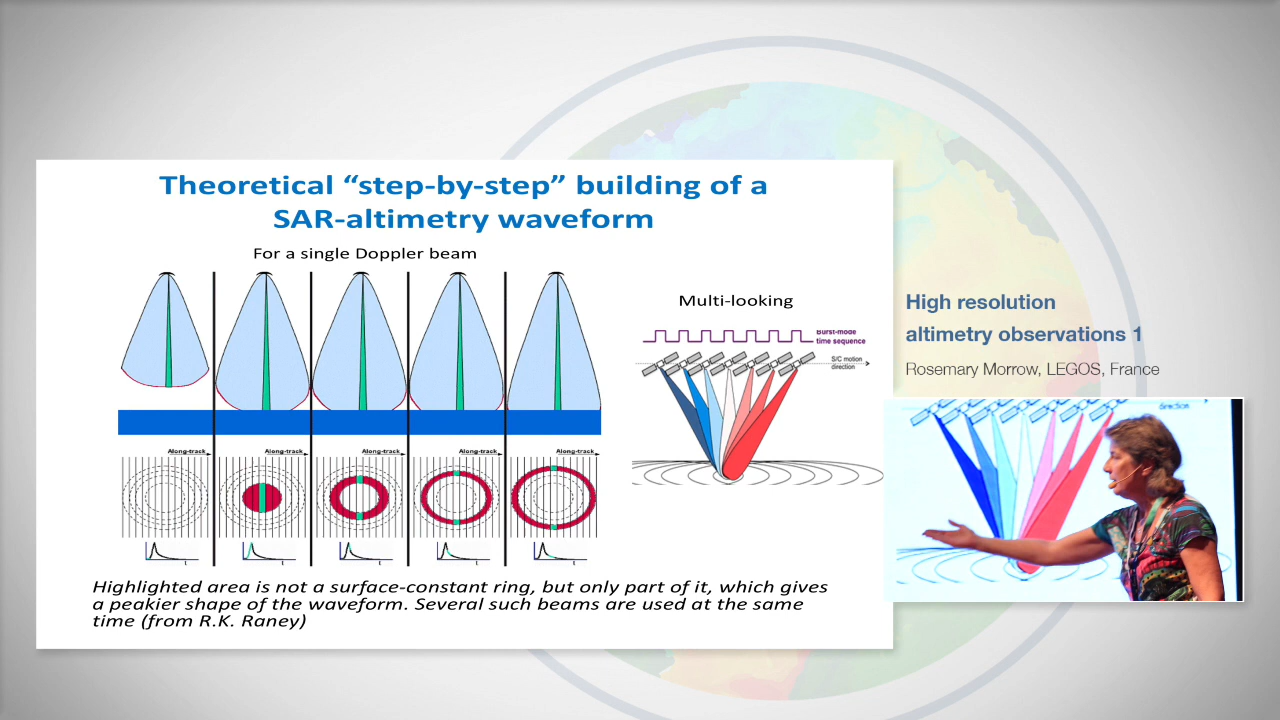 Theoretical “step-by-step” building of a
SAR-altimetry waveform
For a single Doppler beam
Multi-looking
Burst-mode
time sequence
S/C motion
direction
Along-track
Along-track
Along-track
Along-track
Along-track
Highlighted area is not a surface-constant ring, but only part of it, which gives
a peakier shape of the waveform. Several such beams are used at the same
time (from R.K. Raney)
High resolution
altimetry observations 1
Rosemary Morrow, LEGOS, France
direction